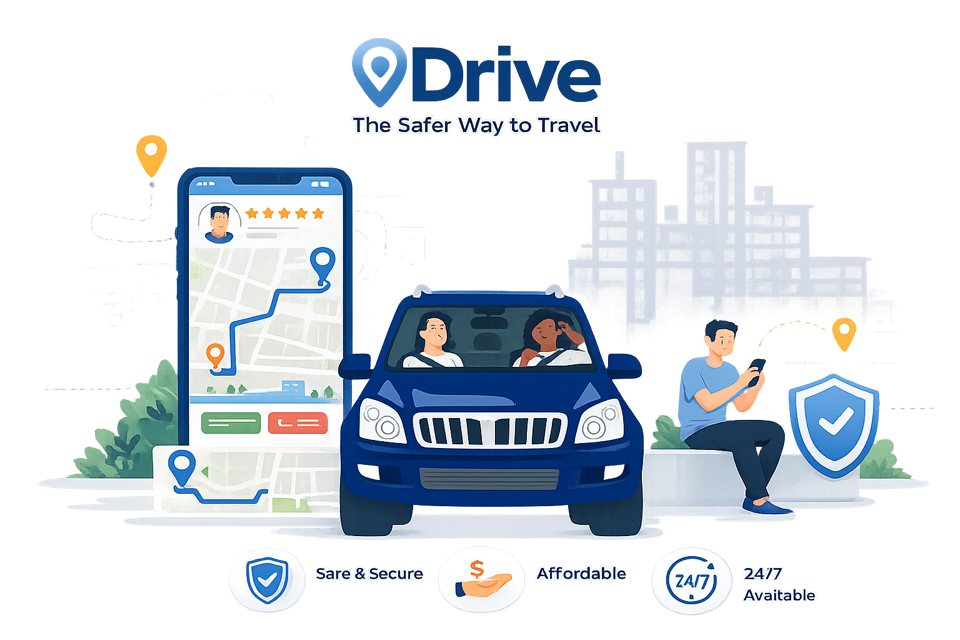 Drive
The Safer Way to Travel
Sare & Secure
Affordable
24/7
24/7
Avaitable